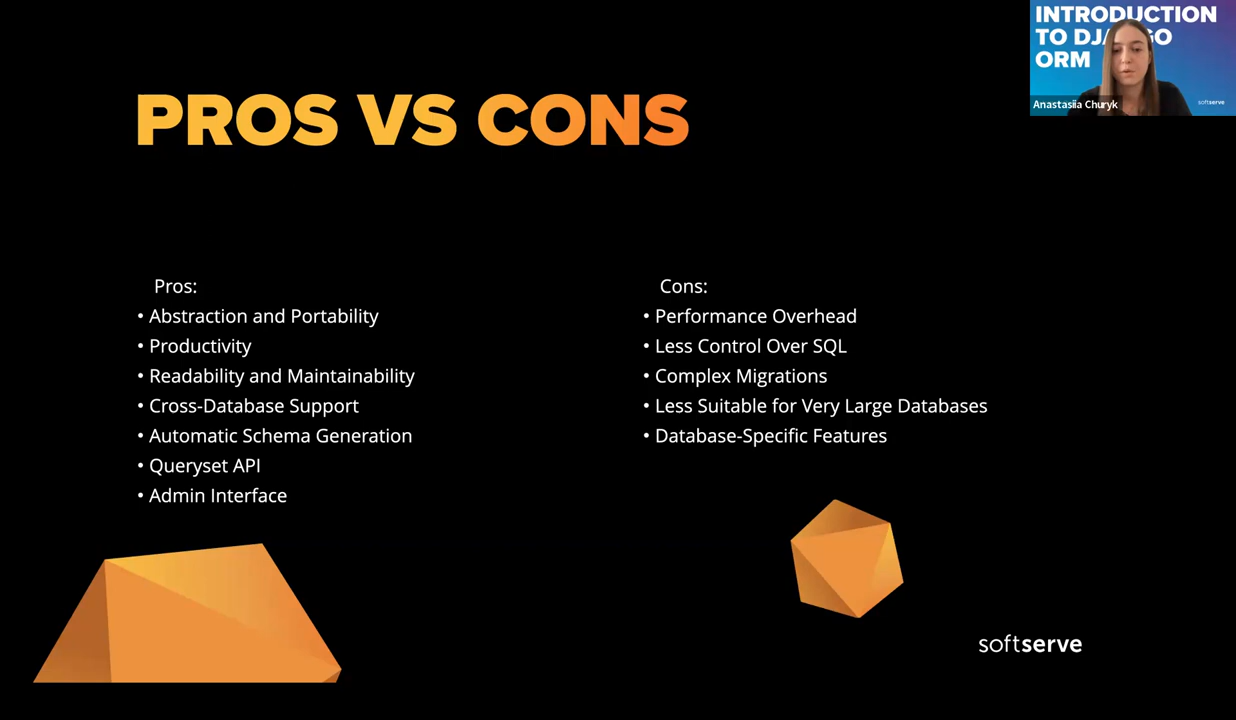 INTRODUCTION
TO DJANGO
ORM
Anastasiia Churyk
softserve
PROS VS CONS
Pros:
• Abstraction and Portability
• Productivity
• Readability and Maintainability
• Cross-Database Support
• Automatic Schema Generation
• Queryset API
• Admin Interface
Cons:
• Performance Overhead
• Less Control Over SQL
• Complex Migrations
• Less Suitable for Very Large Databases
• Database-Specific Features
softserve